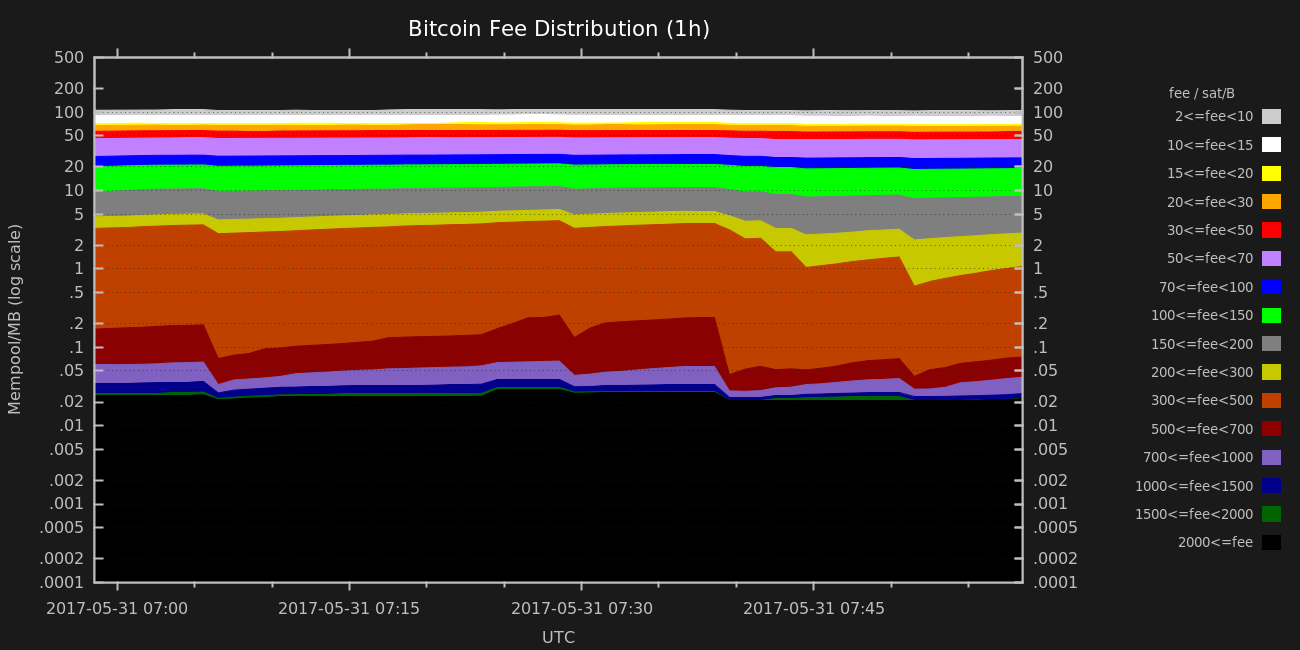 Bitcoin Fee Distribution (1h)
500
200
100
50
20
10
5
2
1
.5
.2
.1
.05
.02
.01
.005
.002
.001
.0005
.0002
.0001
Mempool/MB (log scale)
500
200
100
50
20
10
5
2
1
.5
.2
.1
.05
.02
.01
.005
.002
.001
.0005
.0002
.0001
2017-05-31 07:00
2017-05-31 07:15
2017-05-31 07:30
2017-05-31 07:45
UTC
fee / sat/B
2<=fee<10
10<=fee<15
15<=fee<20
20<=fee<30
30<=fee<50
50<=fee<70
70<=fee<100
100<=fee<150
150<=fee<200
200<=fee<300
300<=fee<500
500<=fee<700
700<=fee<1000
1000<=fee<1500
1500<=fee<2000
2000<=fee